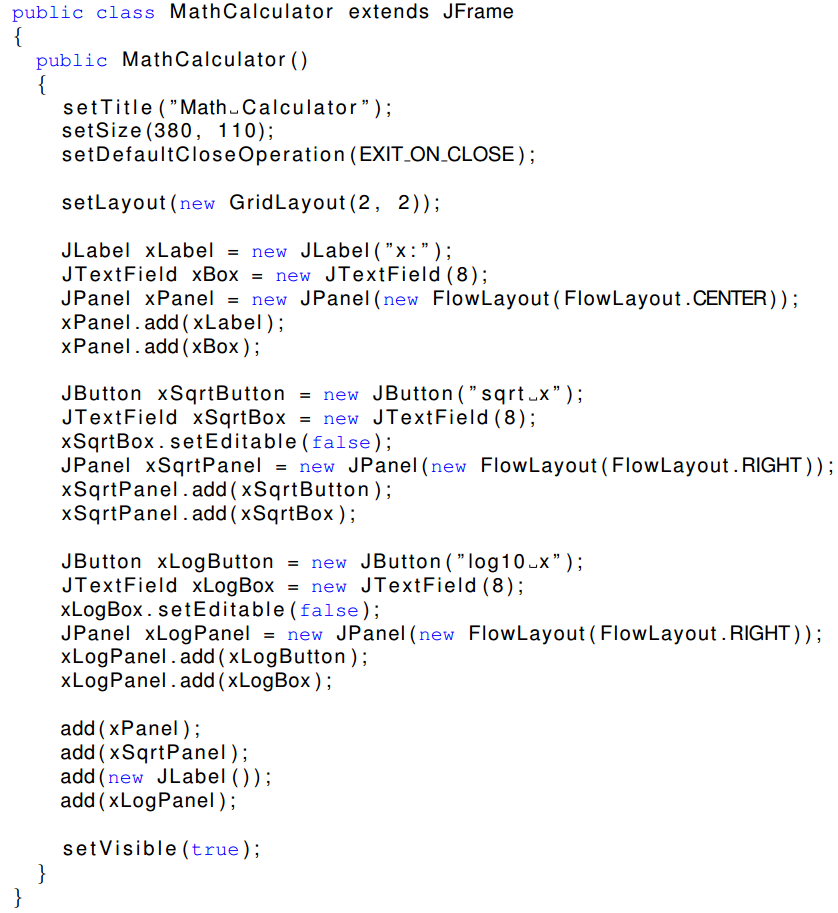 public class MathCalculator extends JFrame
{
public MathCalculator()
{
setTitle("Math␣Calculator");
setSize(380, 110);
setDefaultCloseOperation(EXIT_ON_CLOSE);
setLayout(new GridLayout(2, 2));
JLabel xLabel = new JLabel("x:");
JTextField xBox = new JTextField(8);
JPanel xPanel = new JPanel(new FlowLayout(FlowLayout.CENTER));
xPanel.add(xLabel);
xPanel.add(xBox);
JButton xSqrtButton = new JButton("sqrt␣x");
JTextField xSqrtBox = new JTextField(8);
xSqrtBox.setEditable(false);
JPanel xSqrtPanel = new JPanel(new FlowLayout(FlowLayout.RIGHT));
xSqrtPanel.add(xSqrtButton);
xSqrtPanel.add(xSqrtBox);
JButton xLogButton = new JButton("log10␣x");
JTextField xLogBox = new JTextField(8);
xLogBox.setEditable(false);
JPanel xLogPanel = new JPanel(new FlowLayout(FlowLayout.RIGHT));
xLogPanel.add(xLogButton);
xLogPanel.add(xLogBox);
add(xPanel);
add(xSqrtPanel);
add(new JLabel());
add(xLogPanel);
setVisible(true);
}
}